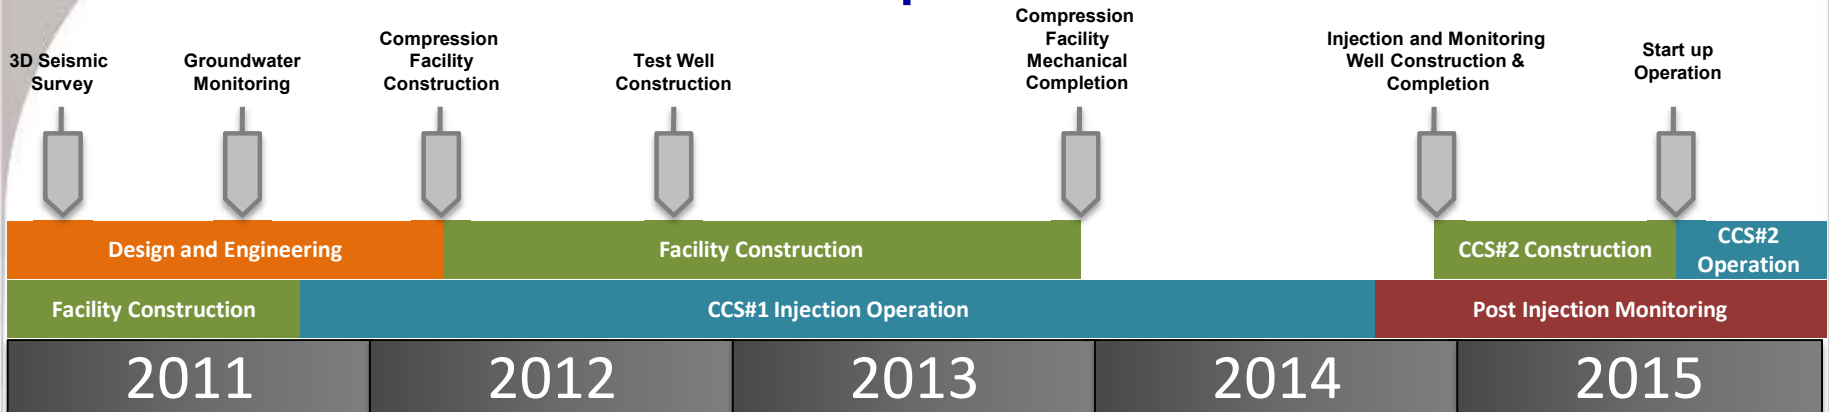 3D Seismic
Survey
Groundwater
Monitoring
Compression
Facility
Construction
Test Well
Construction
Compression
Facility
Mechanical
Completion
Injection and Monitoring
Well Construction &
Completion
Start up
Operation
Design and Engineering
Facility Construction
CCS#2 Construction
CCS#2
Operation
Facility Construction
CCS#1 Injection Operation
Post Injection Monitoring
2011
2012
2013
2014
2015